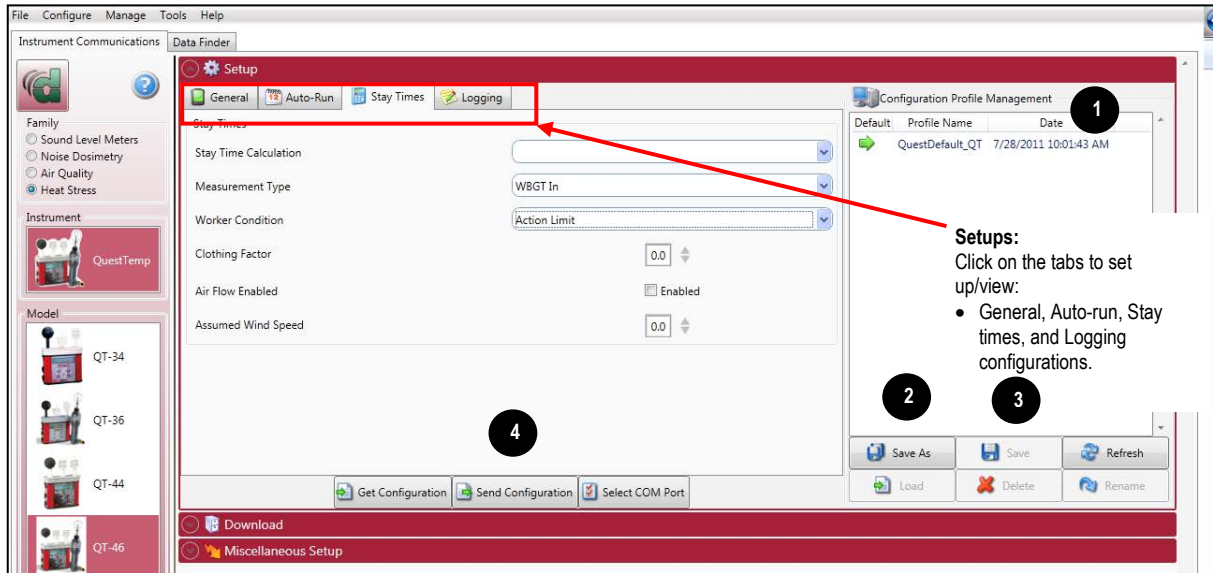 File Configure Manage Tools Help
Instrument Communications Data Finder
Setup
General Auto-Run Stay Times Logging
Configuration Profile Management
1
Default Profile Name Date
QuestDefault_QT 7/28/2011 10:01:43 AM
Family
Sound Level Meters
Noise Dosimetry
Air Quality
Heat Stress
Instrument
QuestTemp
Model
QT-34
QT-36
QT-44
QT-46
Stay Times
Stay Time Calculation
Measurement Type WBGT In
Worker Condition Action Limit
Clothing Factor 0.0
Air Flow Enabled Enabled
Assumed Wind Speed 0.0
Setups:
Click on the tabs to set
up/view:
• General, Auto-run, Stay
times, and Logging
configurations.
2
3
4
Save As Save Refresh
Load Delete Rename
Get Configuration Send Configuration Select COM Port
Download
Miscellaneous Setup